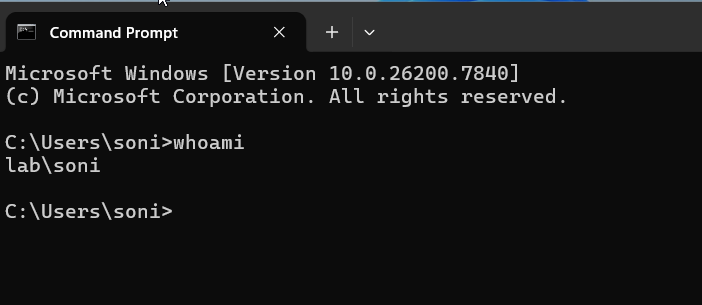 Command Prompt
Microsoft Windows [Version 10.0.26200.7840]
(c) Microsoft Corporation. All rights reserved.
C:\Users\soni>whoami
lab\soni
C:\Users\soni>